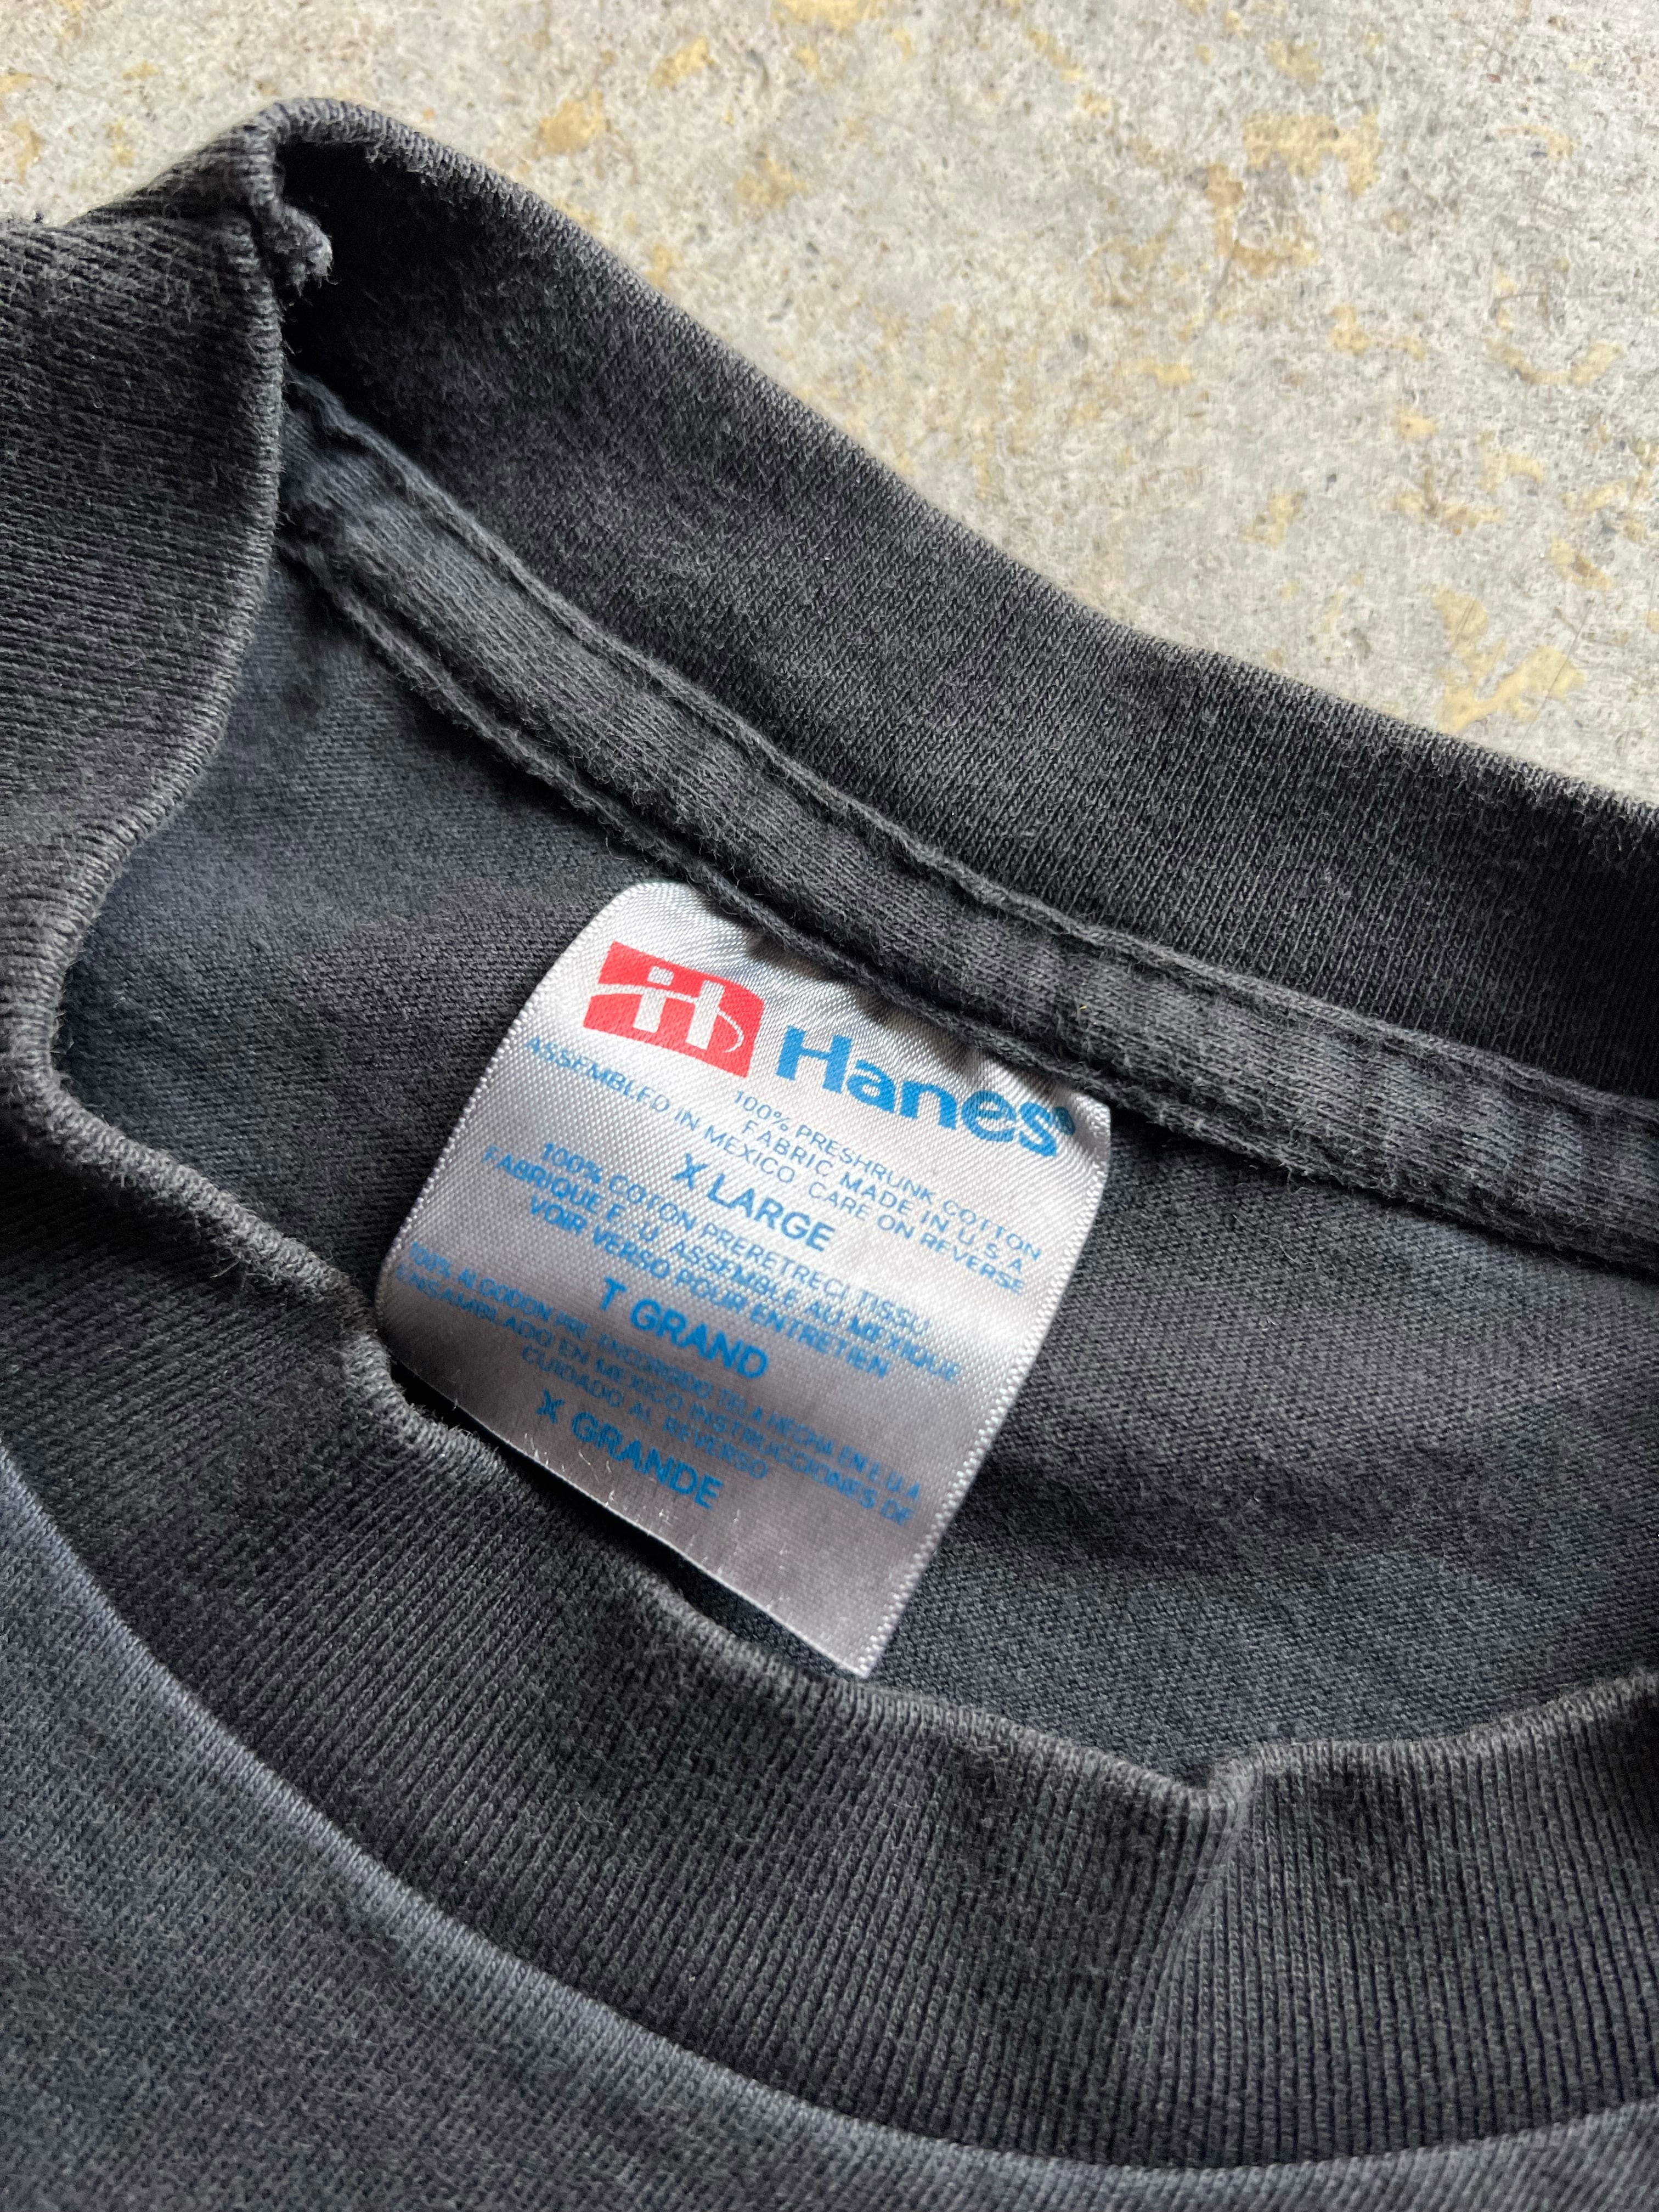 H Hanes®
100% PRESHRUNK COTTON
FABRIC MADE IN U.S.A.
ASSEMBLED IN MEXICO CARE ON REVERSE
X LARGE
100% COTON PRERETRECI TISSU
FABRIQUE E.U. ASSEMBLE AU MEXIQUE
VOIR VERSO POUR ENTRETIEN
T GRAND
100% ALGODON PRE-ENCOGIDO TELA HECHA EN E.U.A.
ENSAMBLADO EN MEXICO INSTRUCCIONES DE
CUIDADO AL REVERSO
X GRANDE